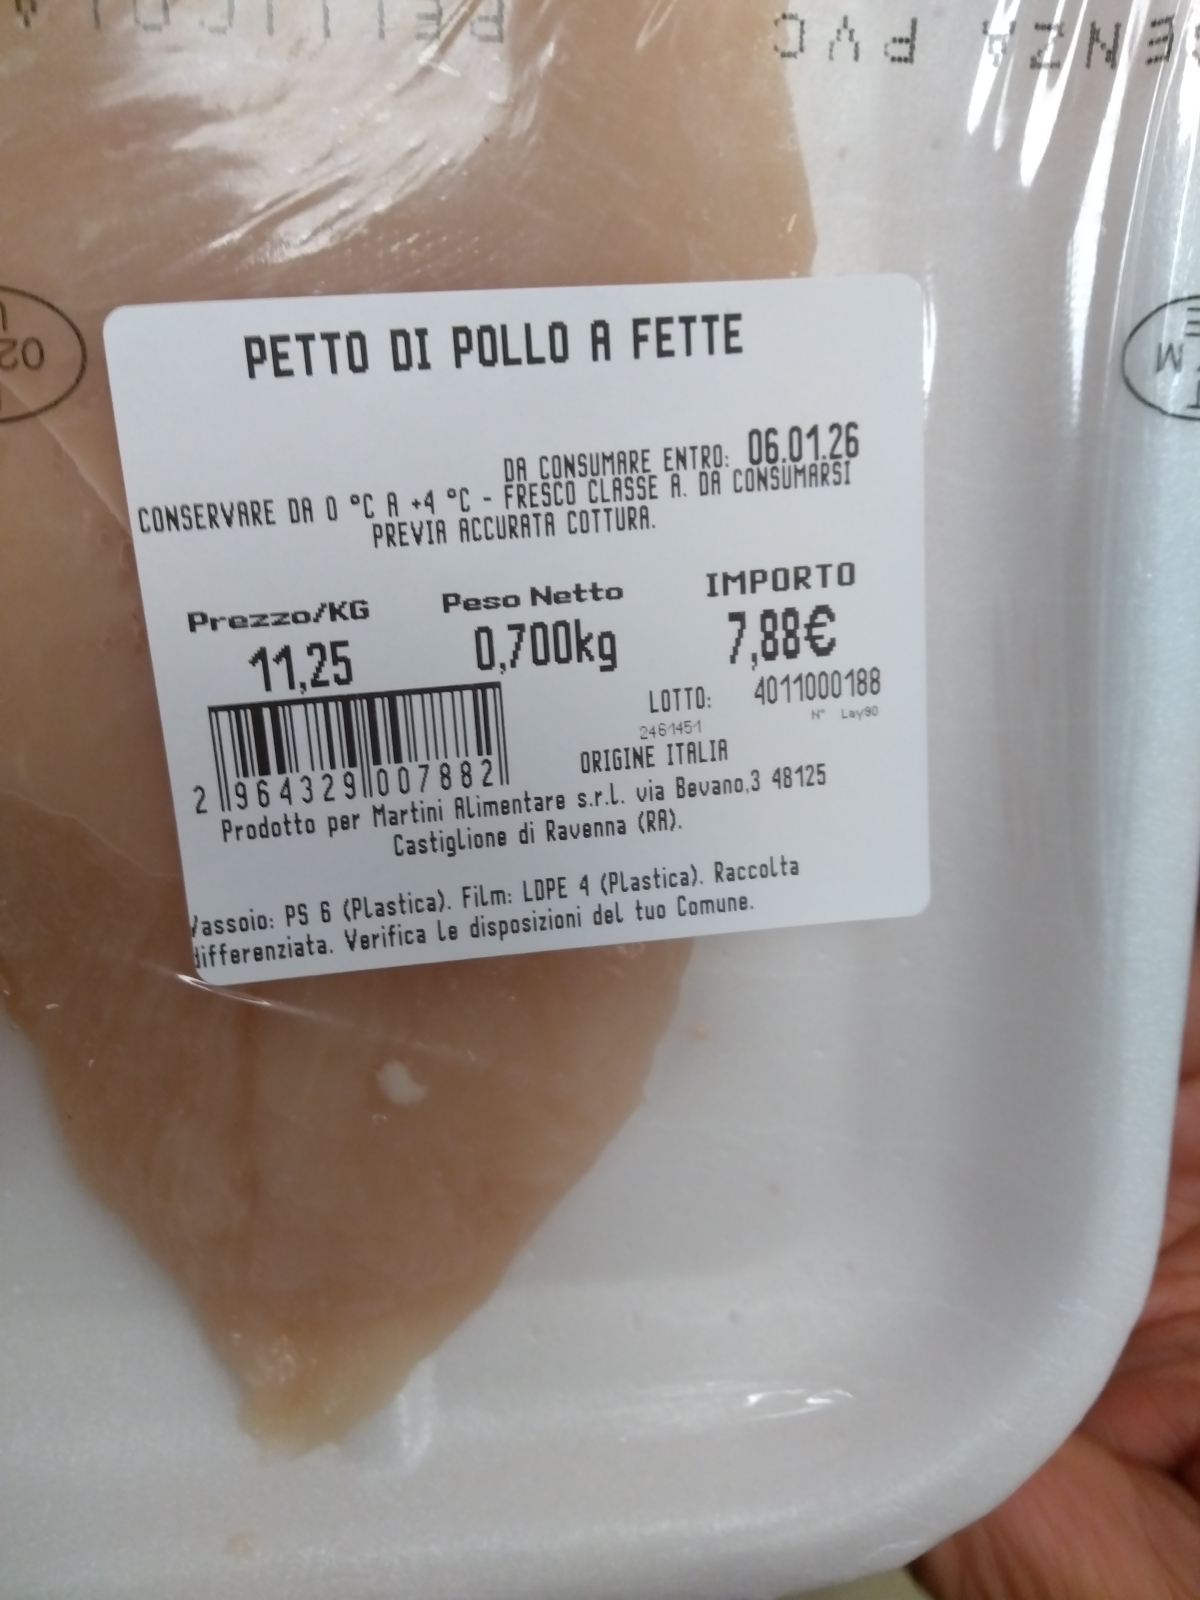 PETTO DI POLLO A FETTE
DA CONSUMARE ENTRO: 06.01.26
CONSERVARE DA 0 °C A +4 °C - FRESCO CLASSE A. DA CONSUMARSI
PREVIA ACCURATA COTTURA.
Prezzo/KG Peso Netto IMPORTO
11,25 0,700kg 7,88€
LOTTO: 4011000188
2461451 N° Lay90
ORIGINE ITALIA
2 964329 007882
Prodotto per Martini Alimentare s.r.l. via Bevano,3 48125
Castiglione di Ravenna (RA).
Vassoio: PS 6 (Plastica). Film: LDPE 4 (Plastica). Raccolta
differenziata. Verifica le disposizioni del tuo Comune.